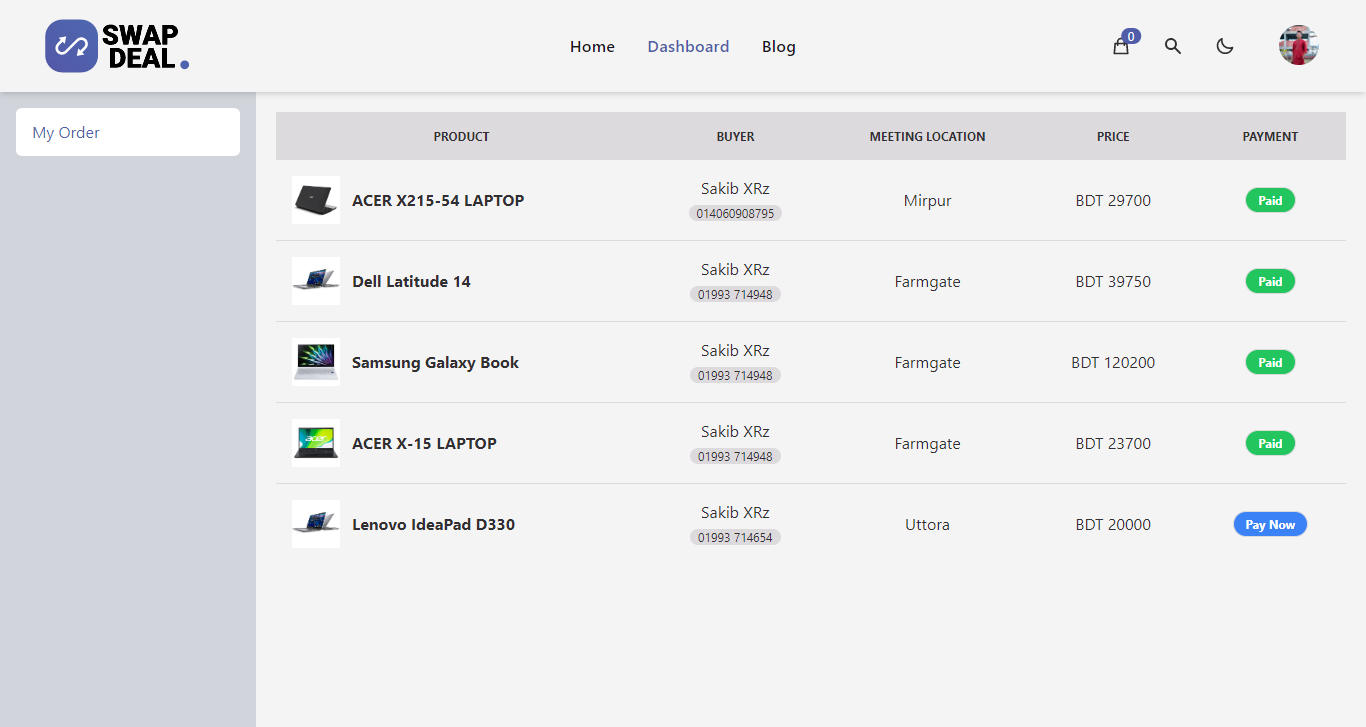 SWAP
DEAL.
Home Dashboard Blog
0
My Order
PRODUCT BUYER MEETING LOCATION PRICE PAYMENT
ACER X215-54 LAPTOP Sakib XRz Mirpur BDT 29700 Paid
014060908795
Dell Latitude 14 Sakib XRz Farmgate BDT 39750 Paid
01993 714948
Samsung Galaxy Book Sakib XRz Farmgate BDT 120200 Paid
01993 714948
ACER X-15 LAPTOP Sakib XRz Farmgate BDT 23700 Paid
01993 714948
acer
Lenovo IdeaPad D330 Sakib XRz Uttora BDT 20000 Pay Now
01993 714654